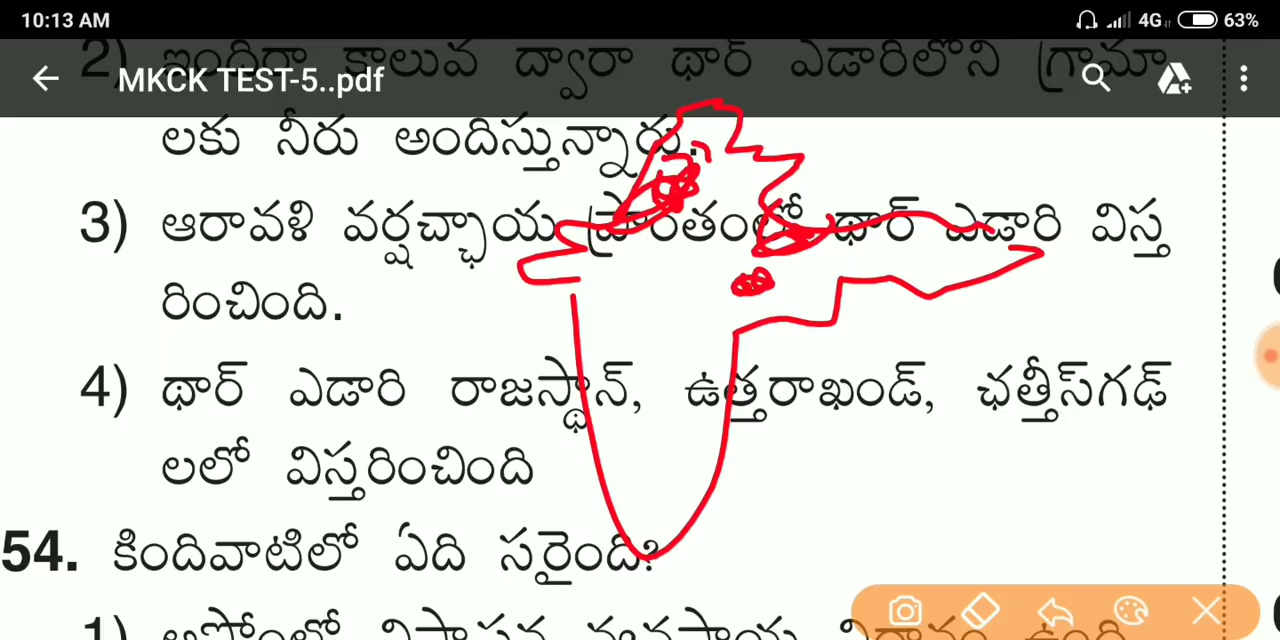 10:13 AM 4G 63%
2) ఇందిరా కాలువ ద్వారా థార్ ఎడారిలోని గ్రామా
MKCK TEST-5..pdf
లకు నీరు అందిస్తున్నారు.
3) ఆరావళి వర్షచ్ఛాయ ప్రాంతంలో థార్ ఎడారి విస్త
రించింది.
4) థార్ ఎడారి రాజస్థాన్, ఉత్తరాఖండ్, ఛత్తీస్‌గఢ్
లలో విస్తరించింది
54. కిందివాటిలో ఏది సరైంది?
1)